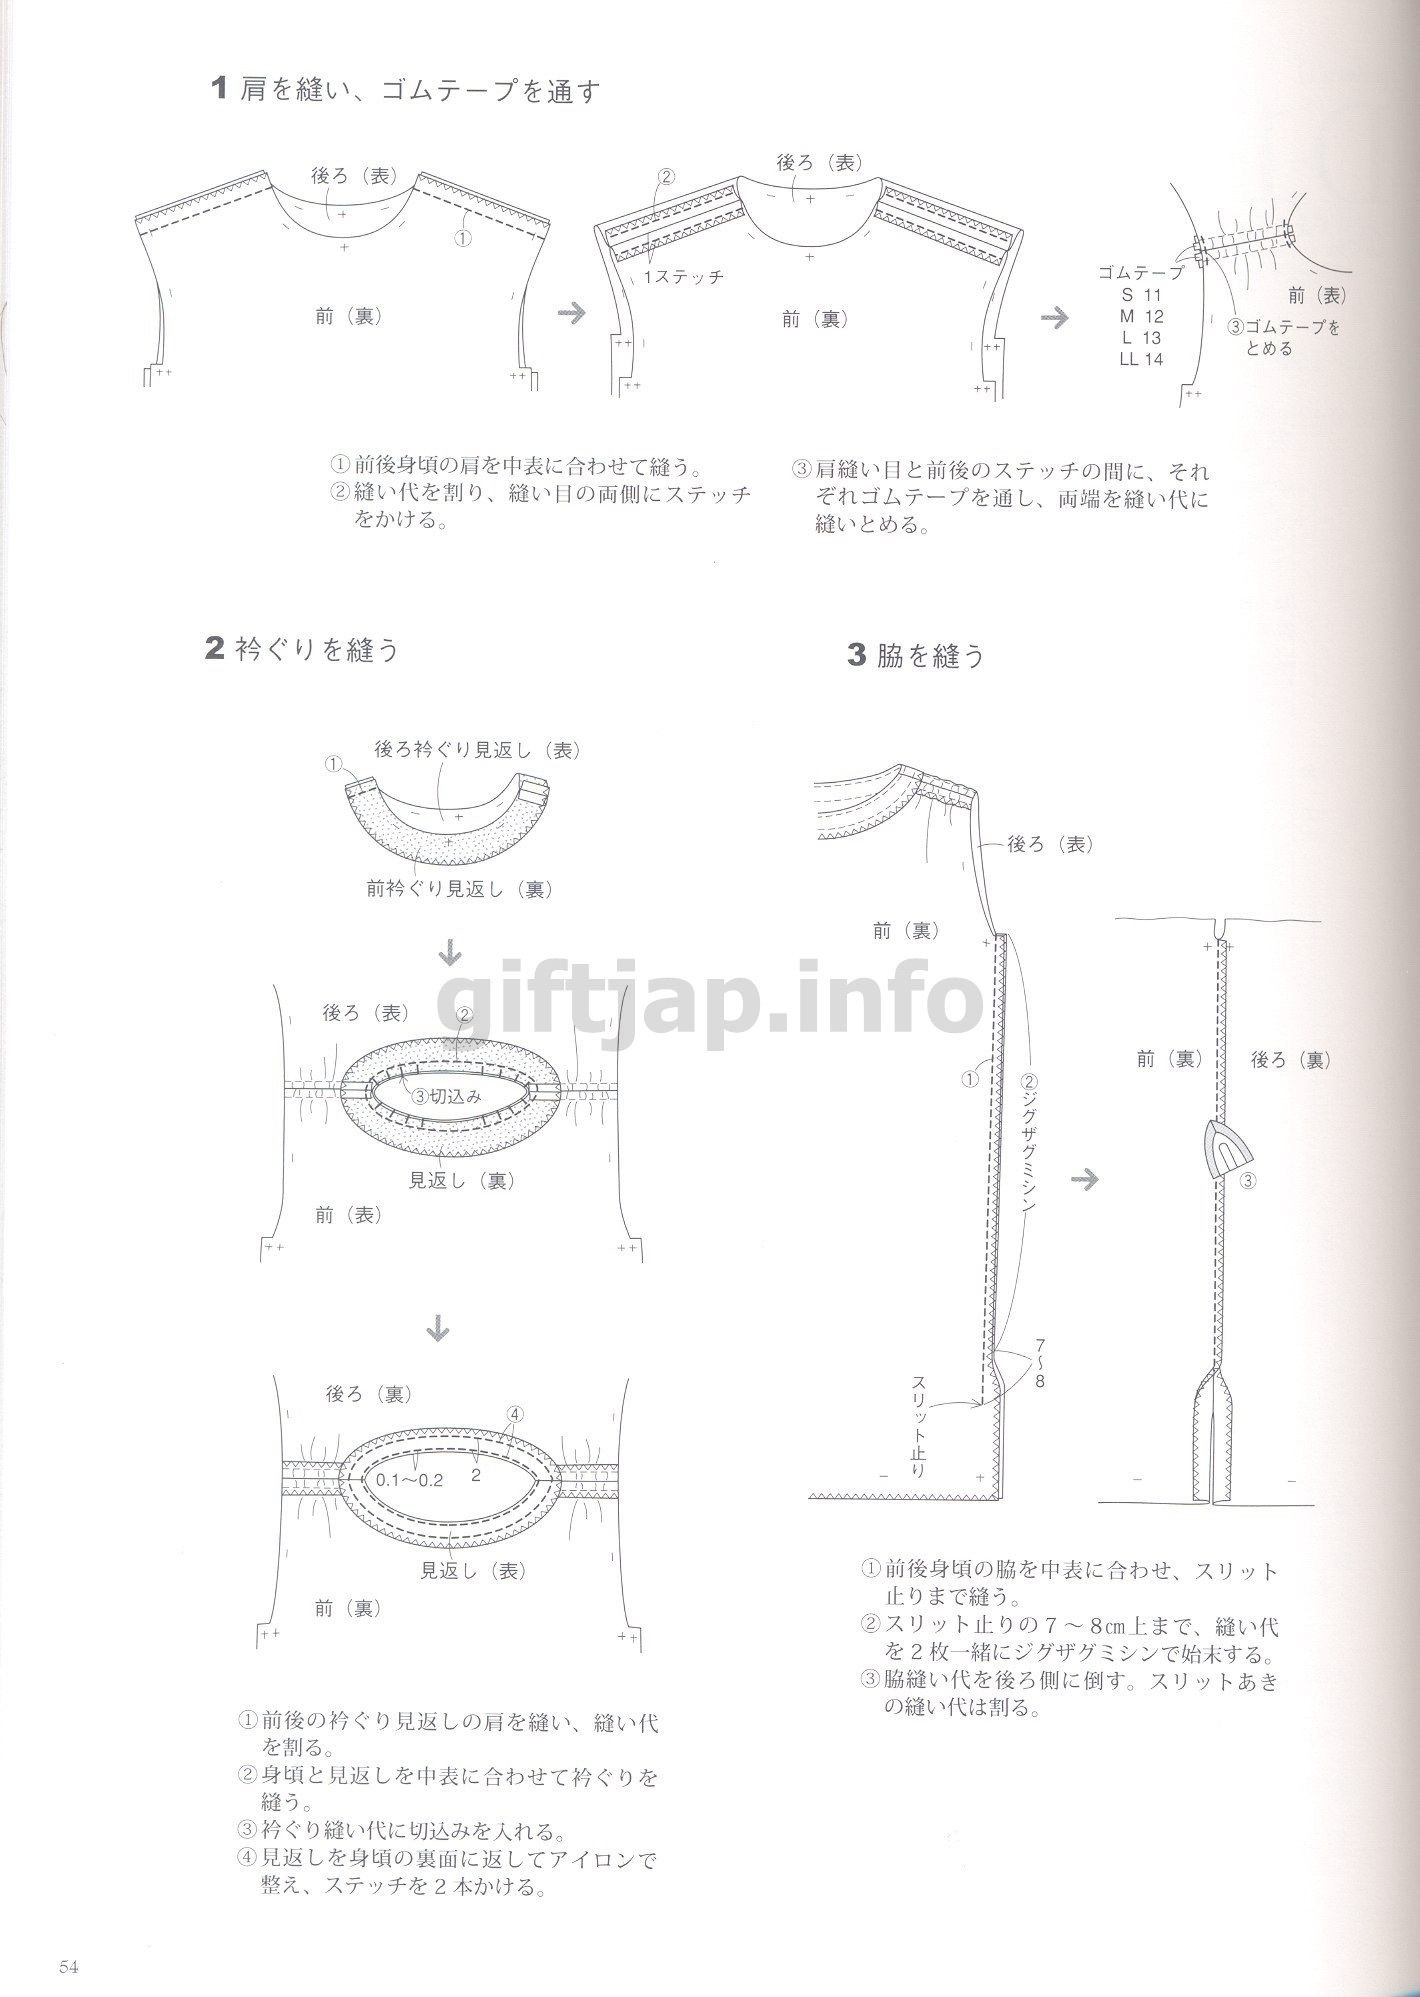 1 肩を縫い、ゴムテープを通す
後ろ（表）
①
前（裏）
後ろ（表）
②
1ステッチ
前（裏）
ゴムテープ
S 11
M 12
L 13
LL 14
前（表）
③ゴムテープを
とめる
①前後身頃の肩を中表に合わせて縫う。
②縫い代を割り、縫い目の両側にステッチ
をかける。
③肩縫い目と前後のステッチの間に、それ
ぞれゴムテープを通し、両端を縫い代に
縫いとめる。
2 衿ぐりを縫う
後ろ衿ぐり見返し（表）
①
前衿ぐり見返し（裏）
後ろ（表）
②
③切込み
見返し（裏）
前（表）
後ろ（裏）
④
0.1〜0.2
2
見返し（表）
前（裏）
①前後の衿ぐり見返しの肩を縫い、縫い代
を割る。
②身頃と見返しを中表に合わせて衿ぐりを
縫う。
③衿ぐり縫い代に切込みを入れる。
④見返しを身頃の裏面に返してアイロンで
整え、ステッチを2本かける。
3 脇を縫う
後ろ（表）
前（裏）
①
②ジグザグミシン
7〜8
スリット止り
前（裏）
後ろ（裏）
③
①前後身頃の脇を中表に合わせ、スリット
止りまで縫う。
②スリット止りの7〜8㎝上まで、縫い代
を2枚一緒にジグザグミシンで始末する。
③脇縫い代を後ろ側に倒す。スリットあき
の縫い代は割る。
giftjap.info
54